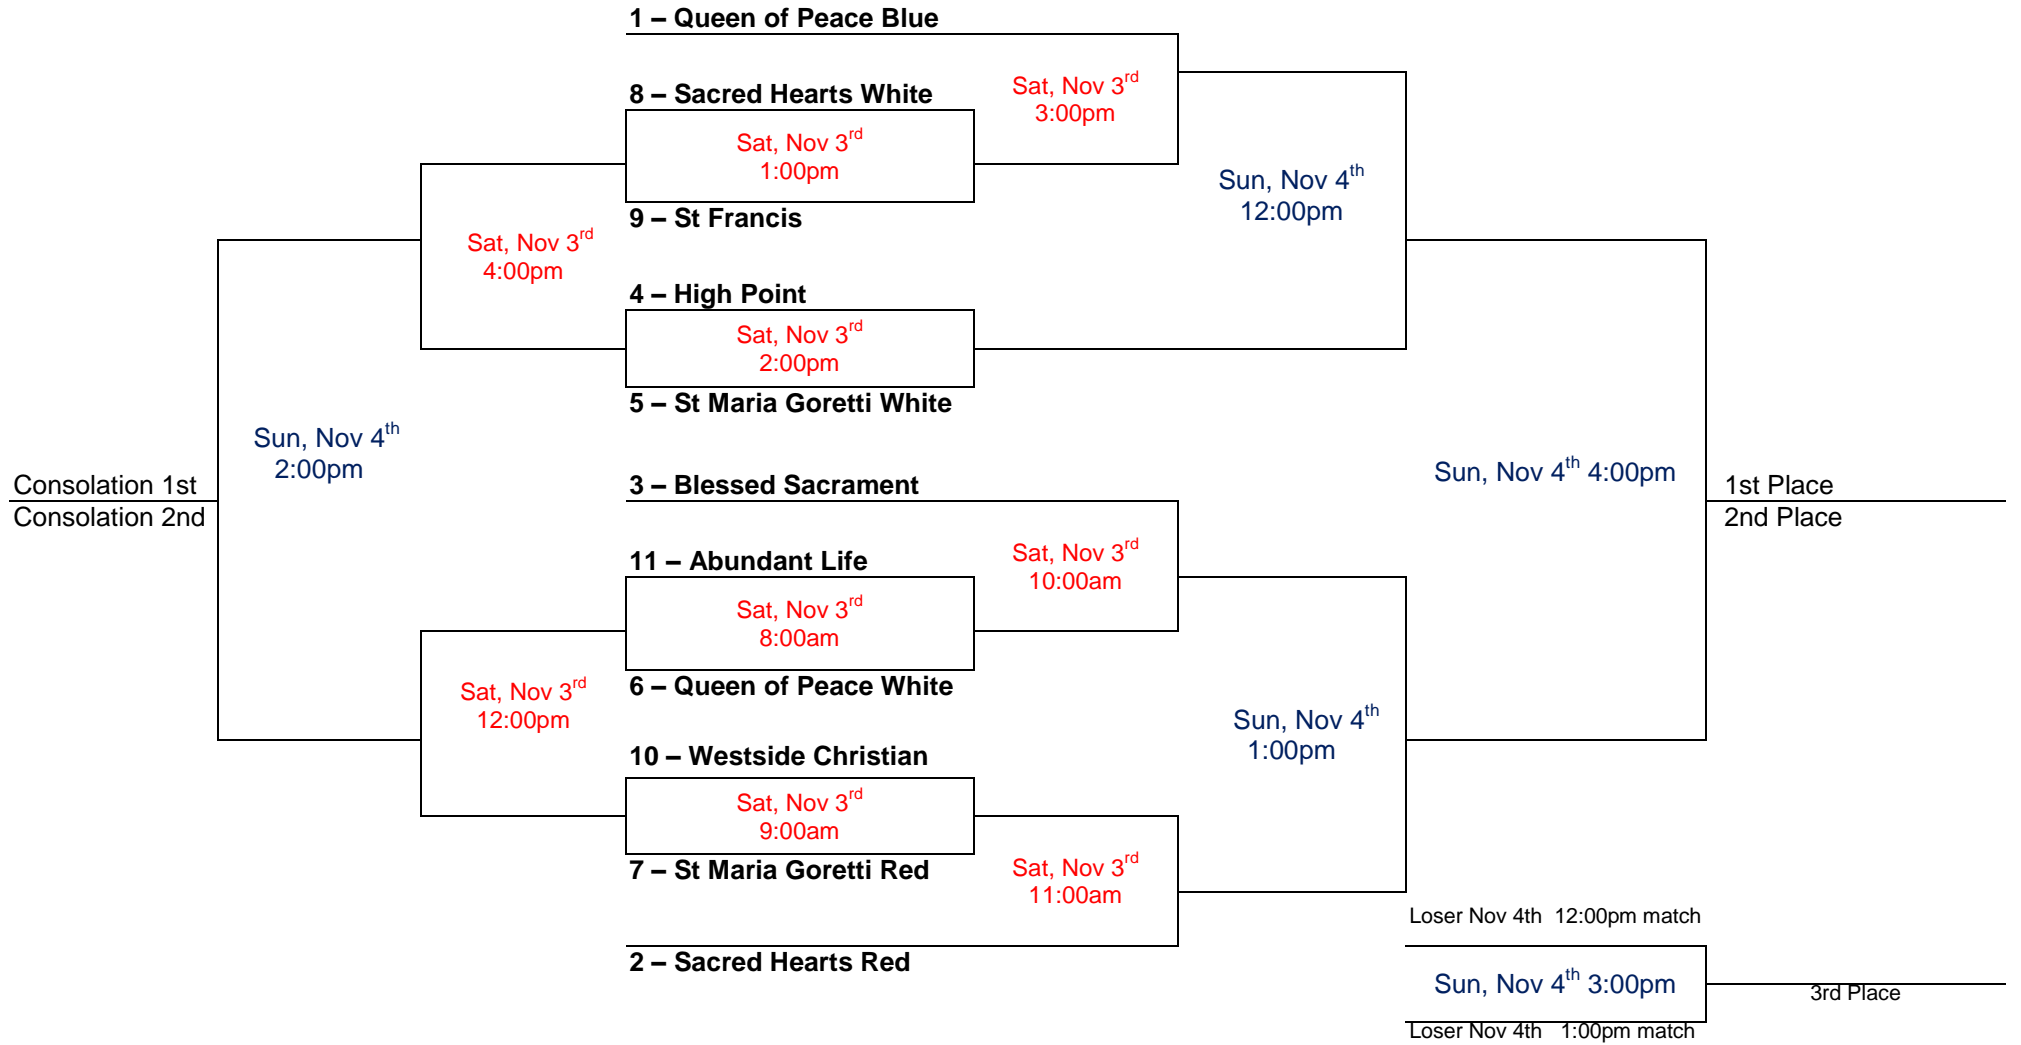 1 – Queen of Peace Blue
8 – Sacred Hearts White
Sat, Nov 3rd
3:00pm
Sat, Nov 3rd
1:00pm
Sun, Nov 4th
12:00pm
9 – St Francis
Sat, Nov 3rd
4:00pm
4 – High Point
Sat, Nov 3rd
2:00pm
5 – St Maria Goretti White
Sun, Nov 4th
2:00pm
Sun, Nov 4th 4:00pm
Consolation 1st
Consolation 2nd
3 – Blessed Sacrament
1st Place
2nd Place
11 – Abundant Life
Sat, Nov 3rd
10:00am
Sat, Nov 3rd
8:00am
6 – Queen of Peace White
Sat, Nov 3rd
12:00pm
Sun, Nov 4th
1:00pm
10 – Westside Christian
Sat, Nov 3rd
9:00am
7 – St Maria Goretti Red
Sat, Nov 3rd
11:00am
Loser Nov 4th 12:00pm match
2 – Sacred Hearts Red
Sun, Nov 4th 3:00pm
3rd Place
Loser Nov 4th 1:00pm match